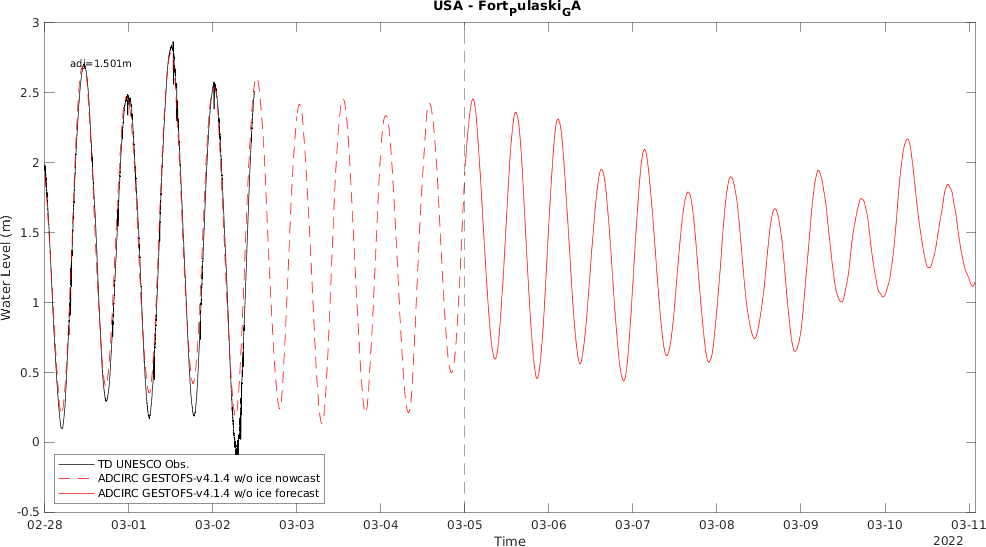 USA - FortPulaskiGA
3
adj=1.501m
2.5
2
1.5
1
0.5
0
-0.5
Water Level (m)
TD UNESCO Obs.
ADCIRC GESTOFS-v4.1.4 w/o ice nowcast
ADCIRC GESTOFS-v4.1.4 w/o ice forecast
02-28 03-01 03-02 03-03 03-04 03-05 03-06 03-07 03-08 03-09 03-10 03-11
Time
2022